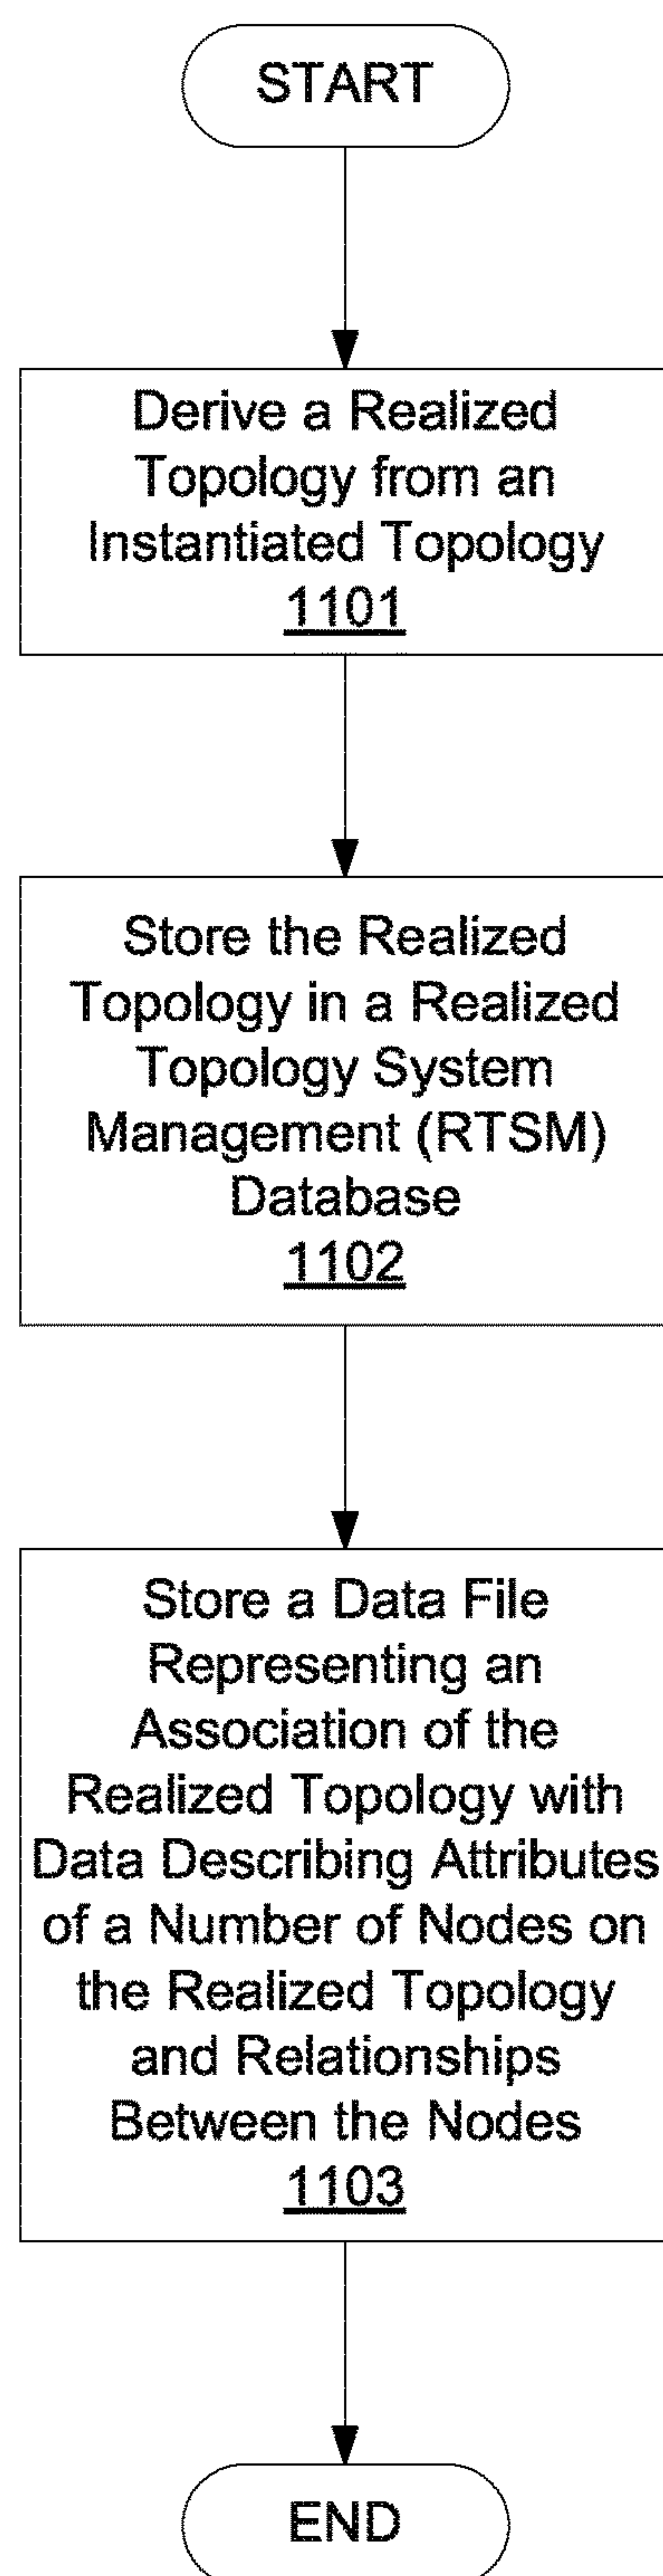 START
Derive a Realized
Topology from an
Instantiated Topology
1101
Store the Realized
Topology in a Realized
Topology System
Management (RTSM)
Database
1102
Store a Data File
Representing an
Association of the
Realized Topology with
Data Describing Attributes
of a Number of Nodes on
the Realized Topology
and Relationships
Between the Nodes
1103
END